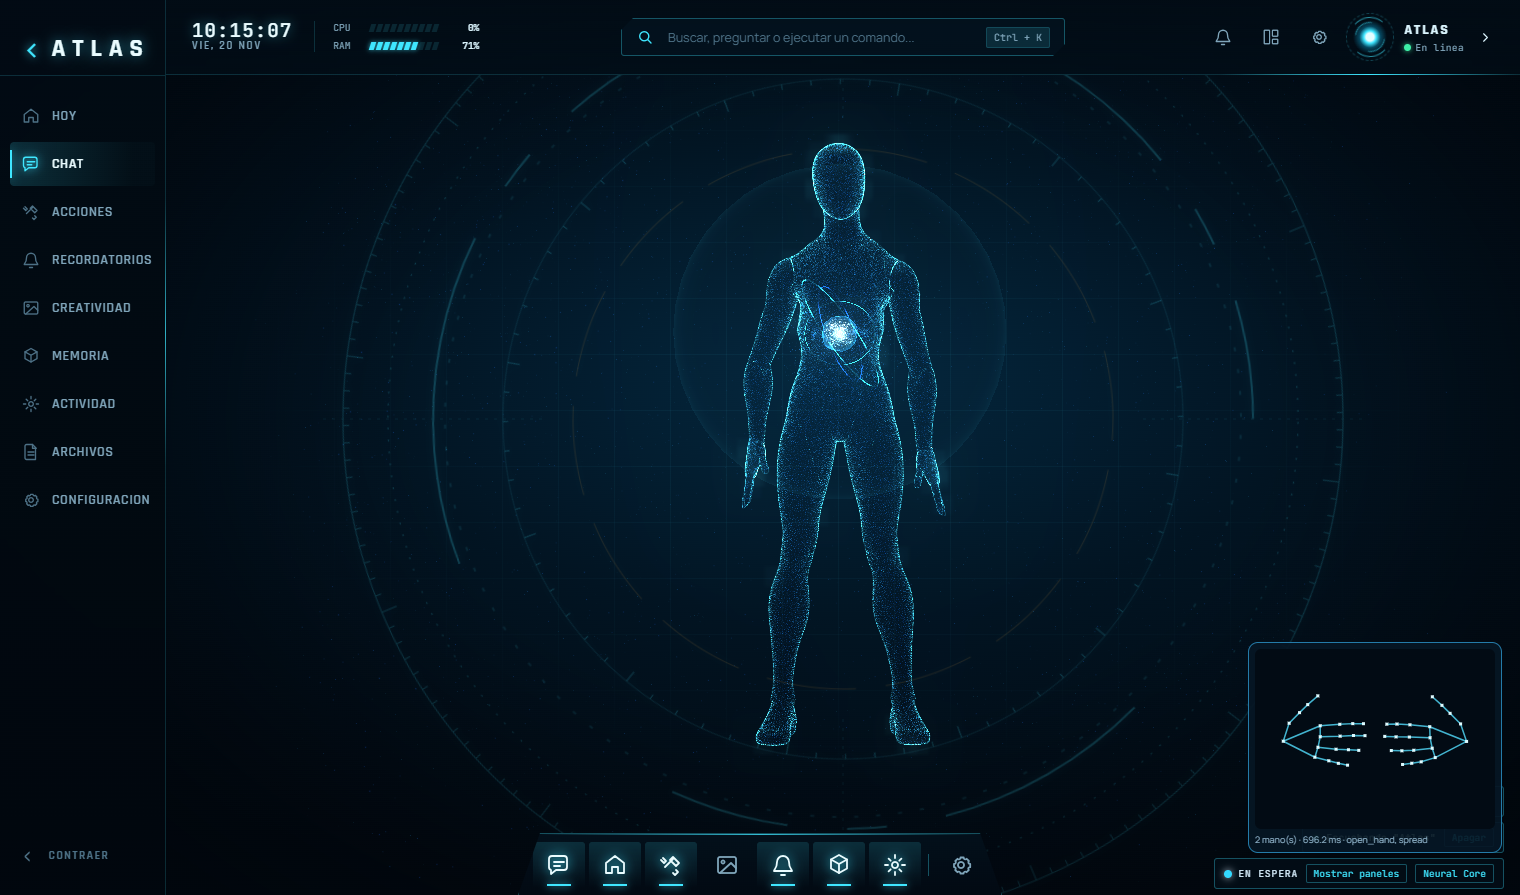 ATLAS
10:15:07
VIE, 20 NOV
CPU 0%
RAM 71%
Buscar, preguntar o ejecutar un comando...
Ctrl + K
ATLAS
En linea
HOY
CHAT
ACCIONES
RECORDATORIOS
CREATIVIDAD
MEMORIA
ACTIVIDAD
ARCHIVOS
CONFIGURACION
CONTRAER
2 mano(s) · 696.2 ms · open_hand, spread
EN ESPERA
Mostrar paneles
Neural Core